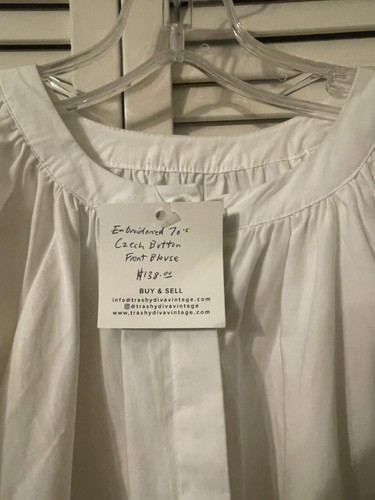 Embroidered 70's
Czech Button
Front Blouse
$138.00
BUY & SELL
info@trashydivavintage.com
@trashydivavintage
www.trashydivavintage.com